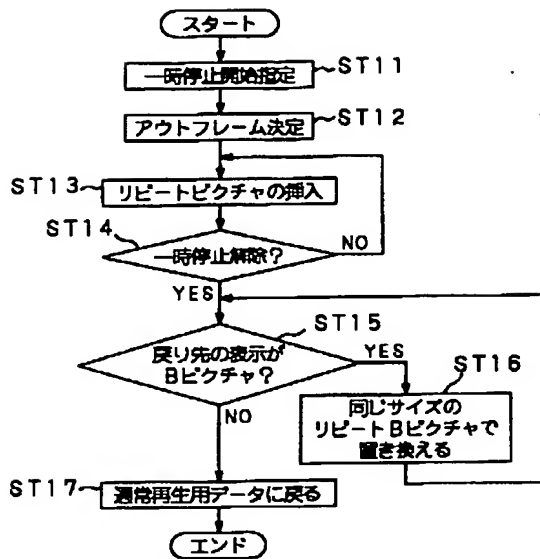 スタート
一時停止開始指定
ST11
アウトフレーム決定
ST12
ST13
リピートピクチャの挿入
ST14
一時停止解除?
NO
YES
ST15
戻り先の表示が
Bピクチャ?
YES
ST16
同じサイズの
リピートBピクチャで
置き換える
NO
ST17
通常再生用データに戻る
エンド